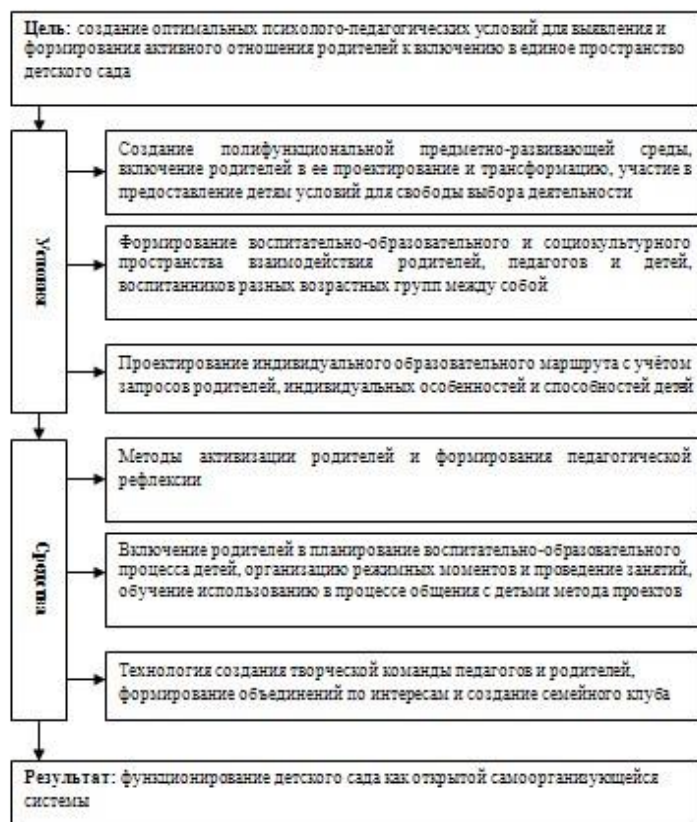 Цель: создание оптимальных психолого-педагогических условий для выявления и
формирования активного отношения родителей к включению в единое пространство
детского сада
Условия
Создание полифункциональной предметно-развивающей среды,
включение родителей в ее проектирование и трансформацию, участие в
предоставление детям условий для свободы выбора деятельности
Формирование воспитательно-образовательного и социокультурного
пространства взаимодействия родителей, педагогов и детей,
воспитанников разных возрастных групп между собой
Проектирование индивидуального образовательного маршрута с учётом
запросов родителей, индивидуальных особенностей и способностей детей
Средства
Методы активизации родителей и формирования педагогической
рефлексии
Включение родителей в планирование воспитательно-образовательного
процесса детей, организацию режимных моментов и проведение занятий,
обучение использованию в процессе общения с детьми метода проектов
Технология создания творческой команды педагогов и родителей,
формирование объединений по интересам и создание семейного клуба
Результат: функционирование детского сада как открытой самоорганизующейся
системы